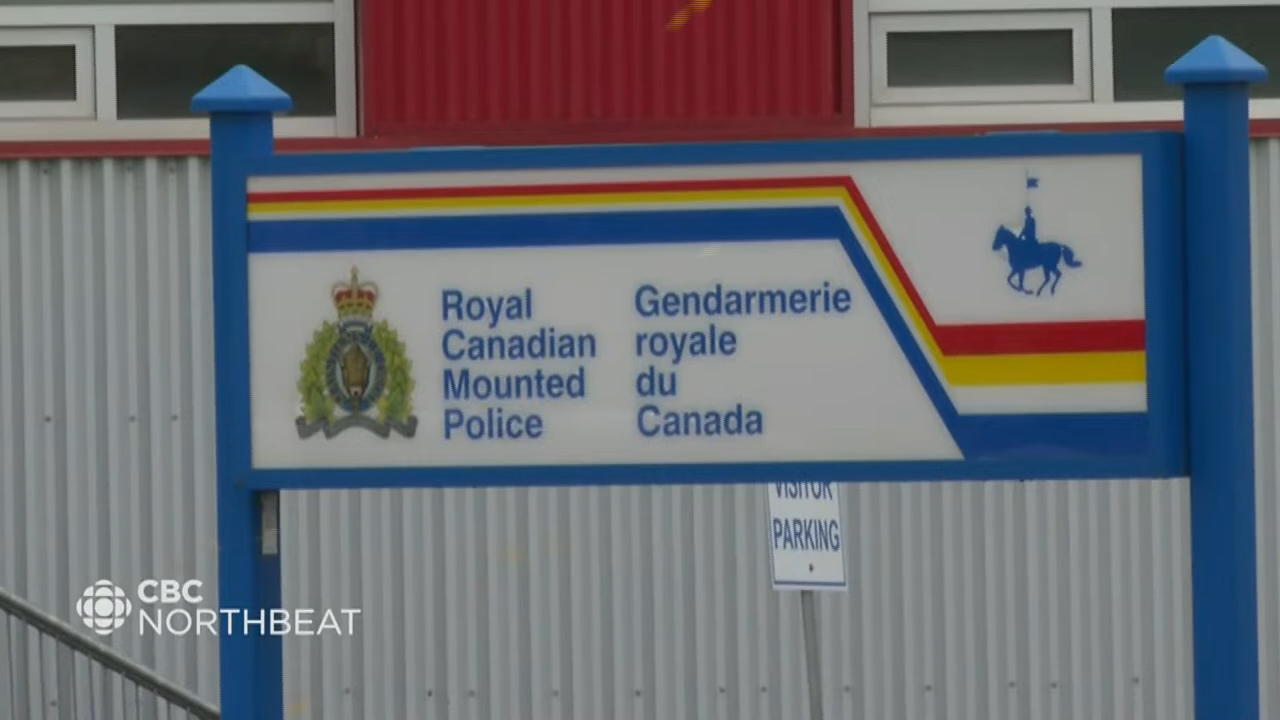 Royal
Canadian
Mounted
Police
Gendarmerie
royale
du
Canada
VISITOR
PARKING
CBC
NORTHBEAT